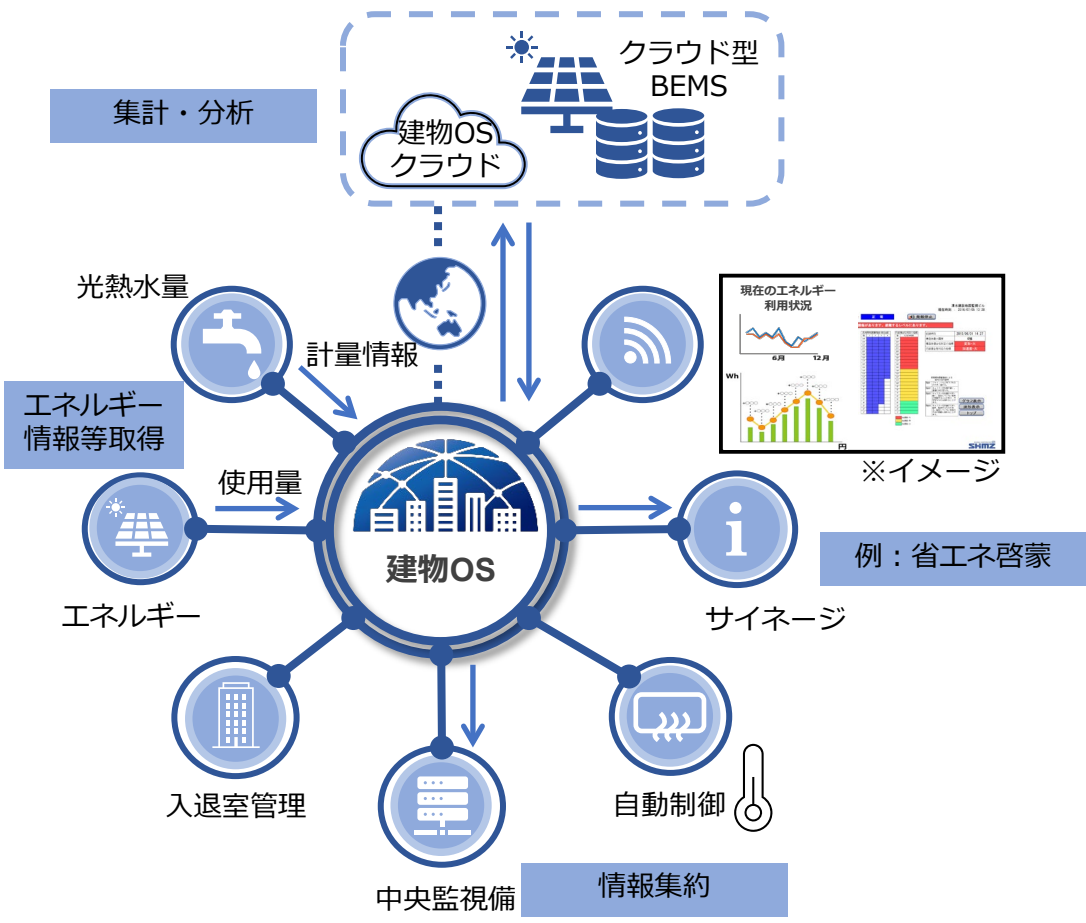 クラウド型
BEMS
集計・分析
建物OS
クラウド
光熱水量
計量情報
現在のエネルギー
利用状況
6月
12月
Wh
円
SHMZ
※イメージ
エネルギー
情報等取得
使用量
建物OS
エネルギー
サイネージ
例：省エネ啓蒙
入退室管理
自動制御
中央監視備
情報集約